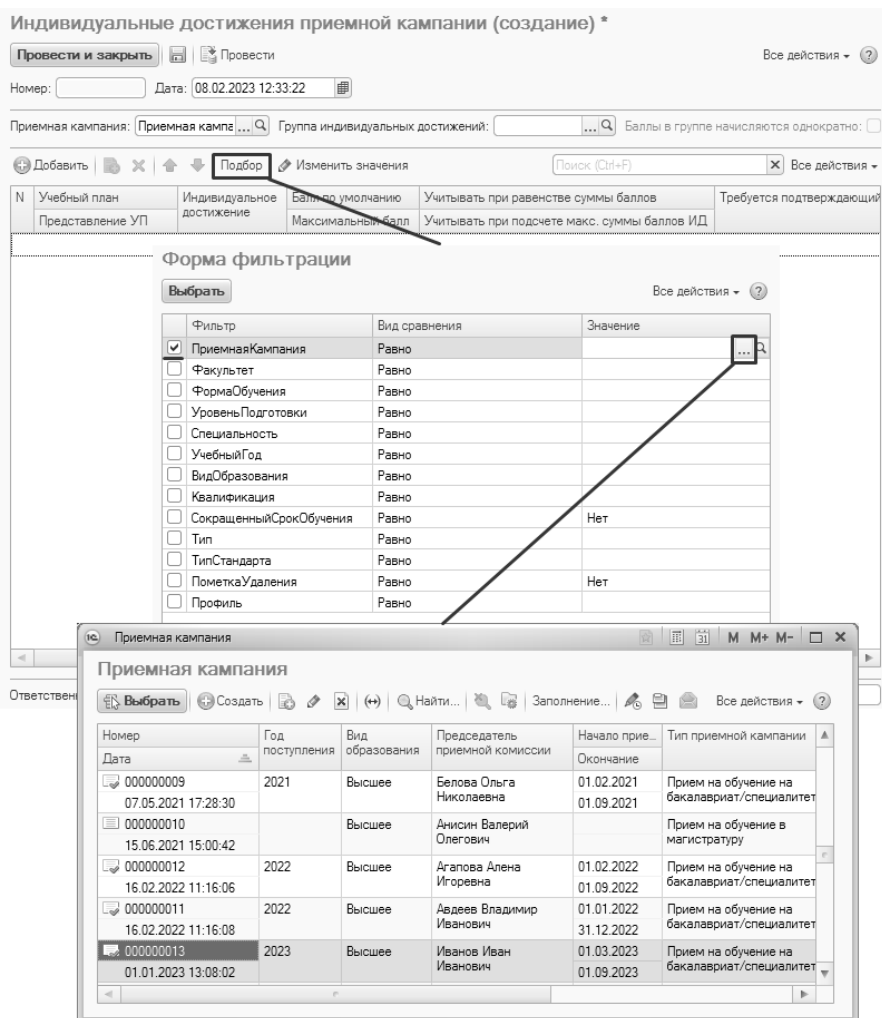 Индивидуальные достижения приемной кампании (создание) *
Провести и закрыть Провести Все действия ?
Номер: Дата: 08.02.2023 12:33:22
Приемная кампания: Приемная кампа ... Группа индивидуальных достижений: ... Баллы в группе начисляются однократно:
Добавить Подбор Изменить значения Поиск (Ctrl+F) × Все действия
N Учебный план Индивидуальное достижение Балл по умолчанию Учитывать при равенстве суммы баллов Требуется подтверждающий
Представление УП Максимальный балл Учитывать при подсчете макс. суммы баллов ИД
Форма фильтрации
Выбрать Все действия ?
Фильтр Вид сравнения Значение
ПриемнаяКампания Равно ...
Факультет Равно
ФормаОбучения Равно
УровеньПодготовки Равно
Специальность Равно
УчебныйГод Равно
ВидОбразования Равно
Квалификация Равно
СокращенныйСрокОбучения Равно Нет
Тип Равно
ТипСтандарта Равно
ПометкаУдаления Равно Нет
Профиль Равно
1С Приемная кампания 31 M M+ M-
Приемная кампания
Ответствен
Выбрать Создать Найти... Заполнение... Все действия ?
Номер Год поступления Вид образования Председатель приемной комиссии Начало прие... Тип приемной кампании
Дата Окончание
000000009 2021 Высшее Белова Ольга 01.02.2021 Прием на обучение на
07.05.2021 17:28:30 Николаевна 01.09.2021 бакалавриат/специалитет
000000010 Высшее Анисин Валерий Прием на обучение в
15.06.2021 15:00:42 Олегович магистратуру
000000012 2022 Высшее Агапова Алена 01.02.2022 Прием на обучение на
16.02.2022 11:16:06 Игоревна 01.09.2022 бакалавриат/специалитет
000000011 2022 Высшее Авдеев Владимир 01.01.2022 Прием на обучение на
16.02.2022 11:16:08 Иванович 31.12.2022 бакалавриат/специалитет
000000013 2023 Высшее Иванов Иван 01.03.2023 Прием на обучение на
01.01.2023 13:08:02 Иванович 01.09.2023 бакалавриат/специалитет